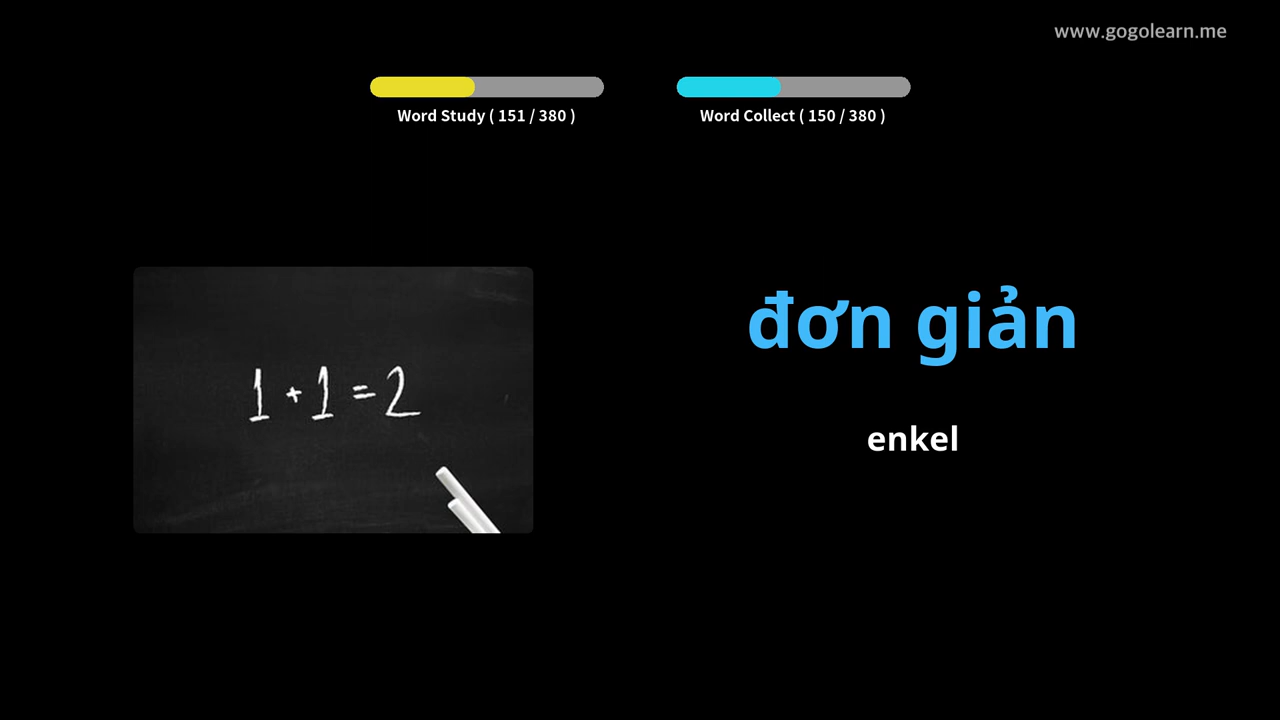 www.gogolearn.me
Word Study ( 151 / 380 )
Word Collect ( 150 / 380 )
1 + 1 = 2
đơn giản
enkel